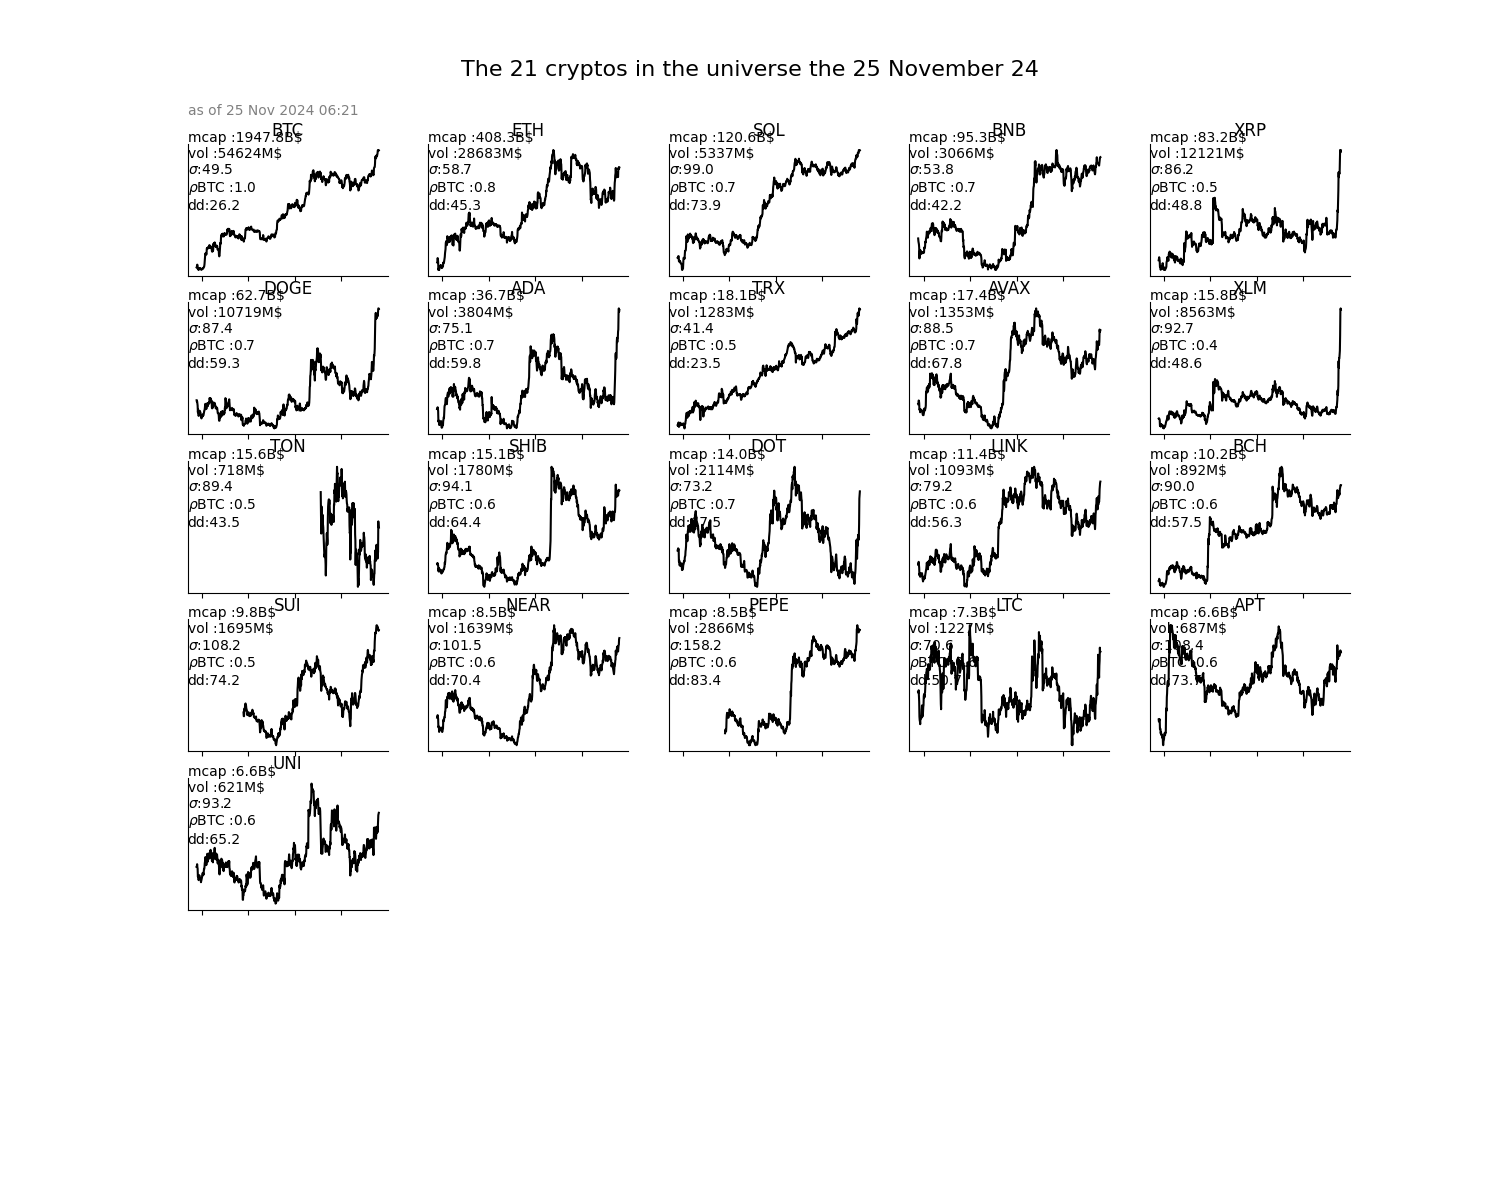 The 21 cryptos in the universe the 25 November 24
as of 25 Nov 2024 06:21
BTC
mcap :1947.8B$
vol :54624M$
σ:49.5
ρBTC :1.0
dd:26.2
ETH
mcap :408.3B$
vol :28683M$
σ:58.7
ρBTC :0.8
dd:45.3
SOL
mcap :120.6B$
vol :5337M$
σ:99.0
ρBTC :0.7
dd:73.9
BNB
mcap :95.3B$
vol :3066M$
σ:53.8
ρBTC :0.7
dd:42.2
XRP
mcap :83.2B$
vol :12121M$
σ:86.2
ρBTC :0.5
dd:48.8
DOGE
mcap :62.7B$
vol :10719M$
σ:87.4
ρBTC :0.7
dd:59.3
ADA
mcap :36.7B$
vol :3804M$
σ:75.1
ρBTC :0.7
dd:59.8
TRX
mcap :18.1B$
vol :1283M$
σ:41.4
ρBTC :0.5
dd:23.5
AVAX
mcap :17.4B$
vol :1353M$
σ:88.5
ρBTC :0.7
dd:67.8
XLM
mcap :15.8B$
vol :8563M$
σ:92.7
ρBTC :0.4
dd:48.6
TON
mcap :15.6B$
vol :718M$
σ:89.4
ρBTC :0.5
dd:43.5
SHIB
mcap :15.1B$
vol :1780M$
σ:94.1
ρBTC :0.6
dd:64.4
DOT
mcap :14.0B$
vol :2114M$
σ:73.2
ρBTC :0.7
LINK
mcap :11.4B$
vol :1093M$
σ:79.2
ρBTC :0.6
dd:56.3
BCH
mcap :10.2B$
vol :892M$
σ:90.0
ρBTC :0.6
dd:57.5
SUI
mcap :9.8B$
vol :1695M$
σ:108.2
ρBTC :0.5
dd:74.2
NEAR
mcap :8.5B$
vol :1639M$
σ:101.5
ρBTC :0.6
dd:70.4
PEPE
mcap :8.5B$
vol :2866M$
σ:158.2
ρBTC :0.6
dd:83.4
LTC
mcap :7.3B$
vol :1227M$
APT
mcap :6.6B$
vol :687M$
ρBTC :0.6
UNI
mcap :6.6B$
vol :621M$
σ:93.2
ρBTC :0.6
dd:65.2